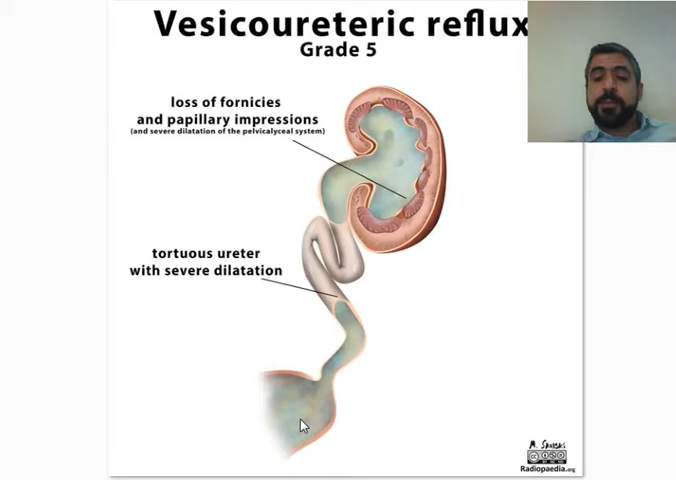 Vesicoureteric reflux
Grade 5
loss of fornicies
and papillary impressions
(and severe dilatation of the pelvicalyceal system)
tortuous ureter
with severe dilatation
Radiopaedia.org